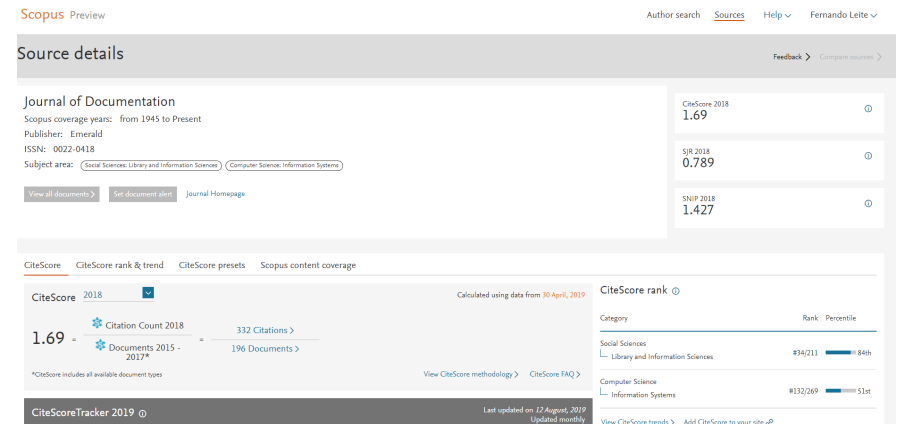 Scopus Preview
Author search Sources Help Fernando Leite
Source details
Feedback Compare sources
Journal of Documentation
Scopus coverage years: from 1945 to Present
Publisher: Emerald
ISSN: 0022-0418
Subject area: Social Sciences: Library and Information Sciences Computer Science: Information Systems
View all documents Set document alert Journal Homepage
CiteScore 2018
1.69
SJR 2018
0.789
SNIP 2018
1.427
CiteScore CiteScore rank & trend CiteScore presets Scopus content coverage
CiteScore 2018
Calculated using data from 30 April, 2019
1.69 = Citation Count 2018 = 332 Citations >
Documents 2015 - 2017* 196 Documents >
*CiteScore includes all available document types
View CiteScore methodology > CiteScore FAQ >
CiteScoreTracker 2019
Last updated on 12 August, 2019
Updated monthly
CiteScore rank
Category Rank Percentile
Social Sciences
Library and Information Sciences #34/211 84th
Computer Science
Information Systems #132/269 51st
View CiteScore trends > Add CiteScore to your site